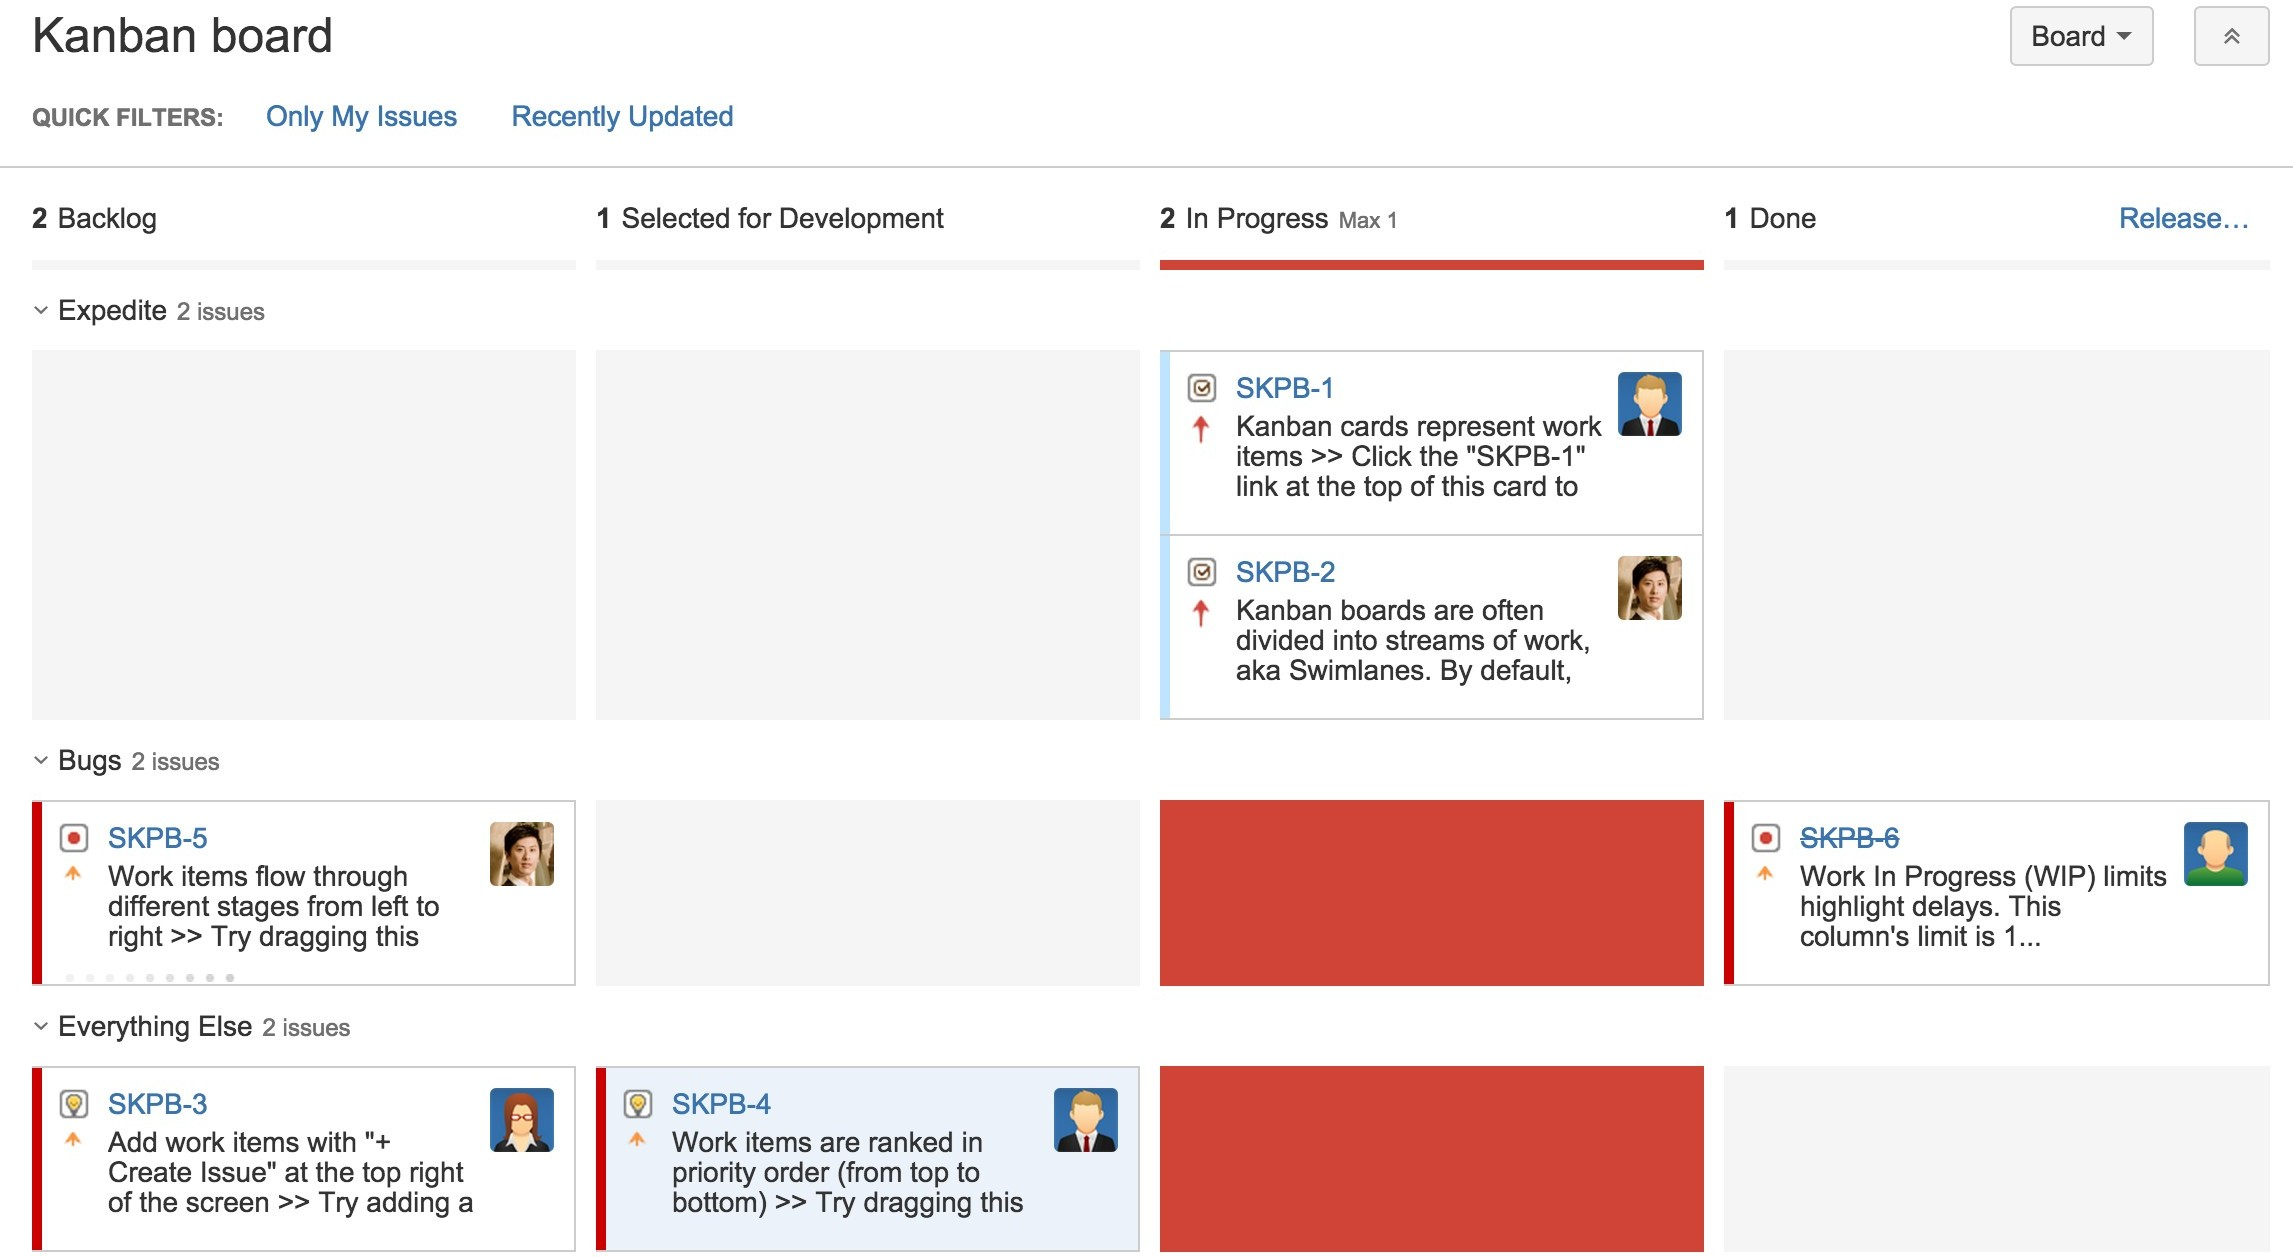 Kanban board
Board
QUICK FILTERS:
Only My Issues
Recently Updated
2 Backlog
1 Selected for Development
2 In Progress Max 1
1 Done
Release…
Expedite 2 issues
SKPB-1
Kanban cards represent work
items >> Click the "SKPB-1"
link at the top of this card to
SKPB-2
Kanban boards are often
divided into streams of work,
aka Swimlanes. By default,
Bugs 2 issues
SKPB-5
Work items flow through
different stages from left to
right >> Try dragging this
SKPB-6
Work In Progress (WIP) limits
highlight delays. This
column's limit is 1...
Everything Else 2 issues
SKPB-3
Add work items with "+
Create Issue" at the top right
of the screen >> Try adding a
SKPB-4
Work items are ranked in
priority order (from top to
bottom) >> Try dragging this